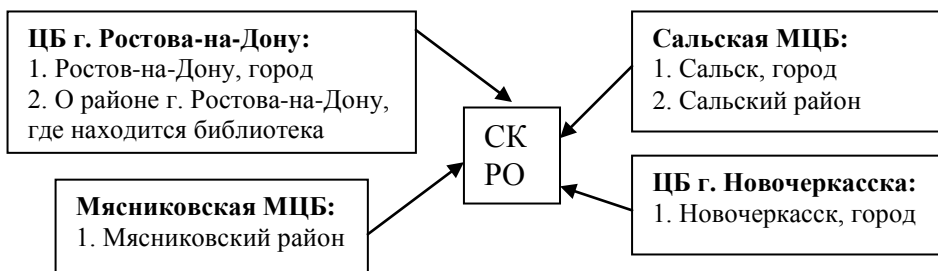 ЦБ г. Ростова-на-Дону:
1. Ростов-на-Дону, город
2. О районе г. Ростова-на-Дону,
где находится библиотека
Сальская МЦБ:
1. Сальск, город
2. Сальский район
СК
РО
Мясниковская МЦБ:
1. Мясниковский район
ЦБ г. Новочеркасска:
1. Новочеркасск, город